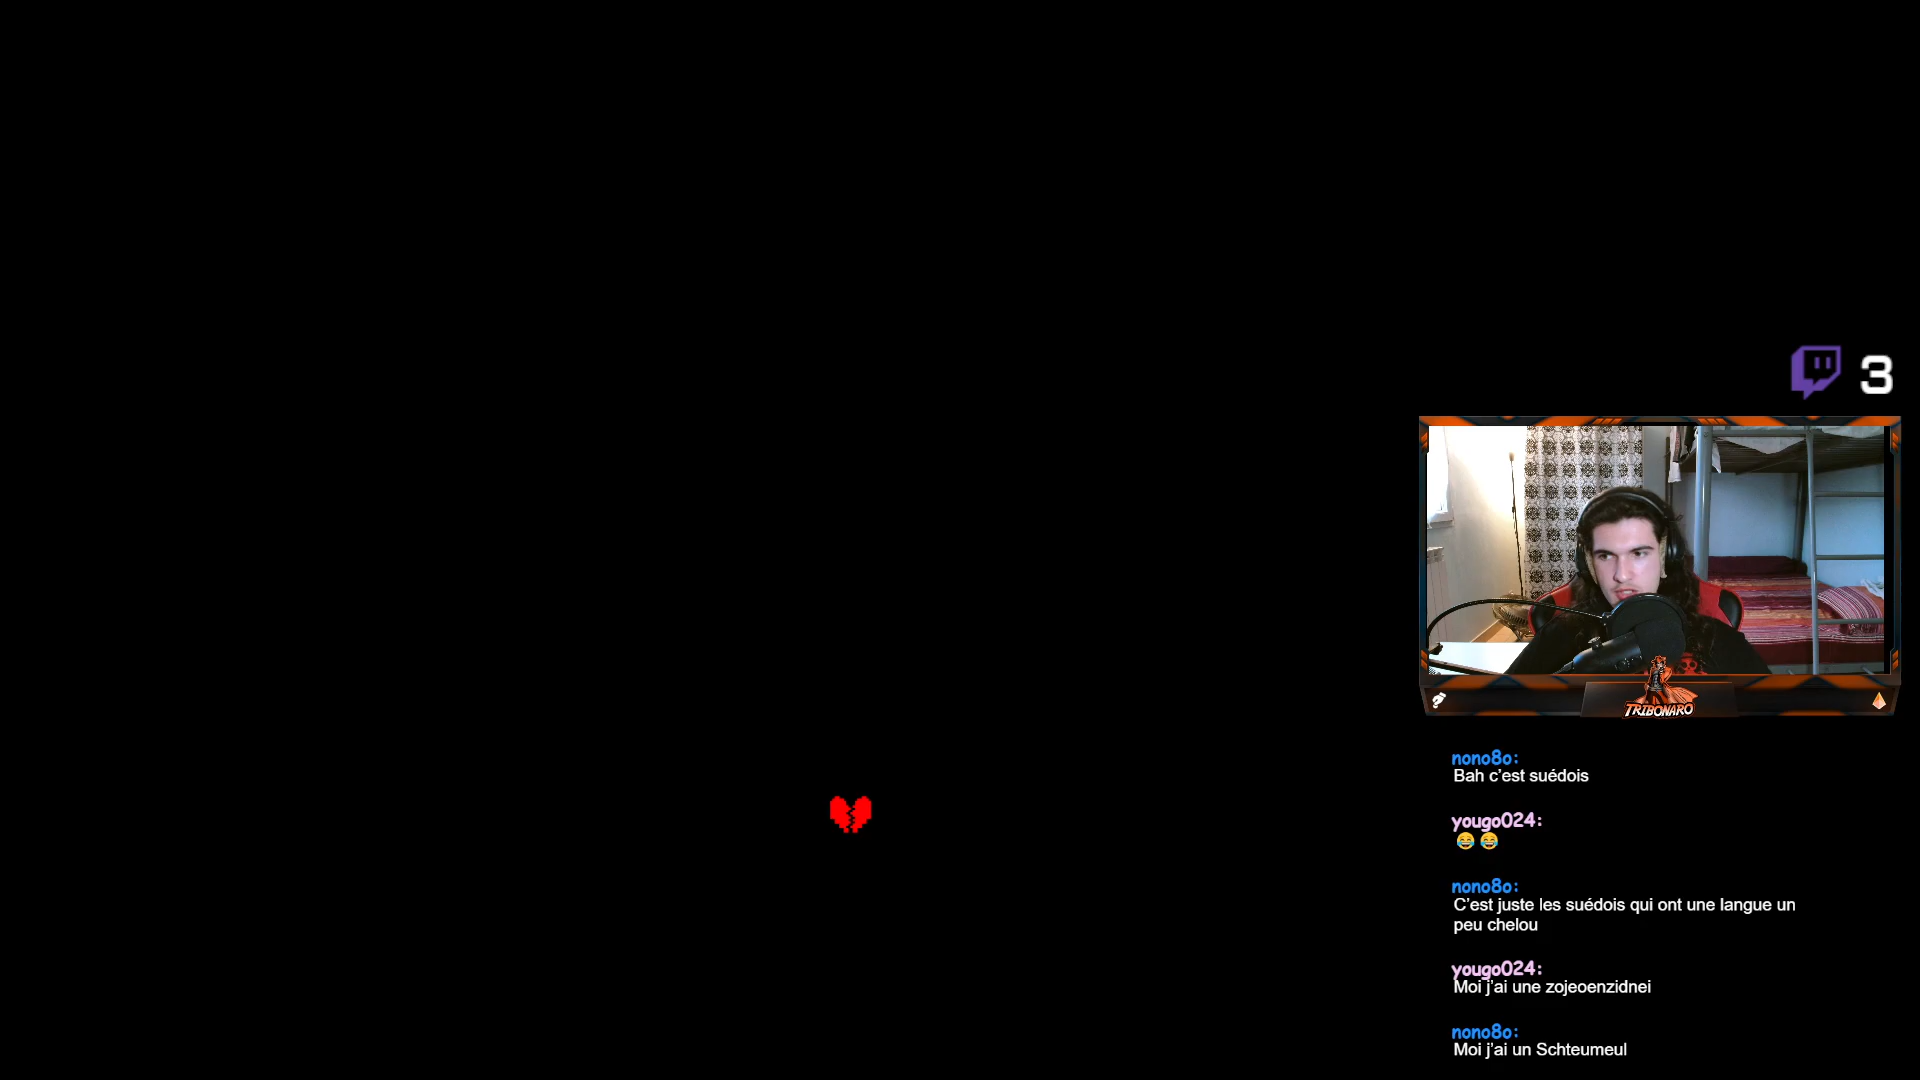 3
TRIBONARO
nono8o:
Bah c'est suédois
yougo024:
😂 😂
nono8o:
C'est juste les suédois qui ont une langue un
peu chelou
yougo024:
Moi j'ai une zojeoenzidnei
nono8o:
Moi j'ai un Schteumeul